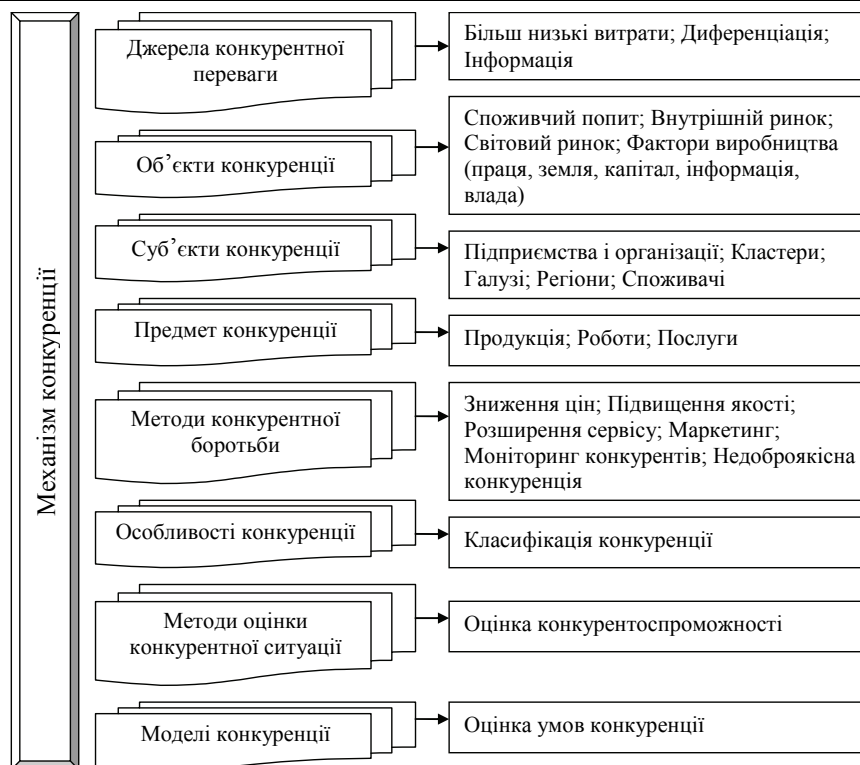 Механізм конкуренції
Джерела конкурентної
переваги
Більш низькі витрати; Диференціація;
Інформація
Об’єкти конкуренції
Споживчий попит; Внутрішній ринок;
Світовий ринок; Фактори виробництва
(праця, земля, капітал, інформація,
влада)
Суб’єкти конкуренції
Підприємства і організації; Кластери;
Галузі; Регіони; Споживачі
Предмет конкуренції
Продукція; Роботи; Послуги
Методи конкурентної
боротьби
Зниження цін; Підвищення якості;
Розширення сервісу; Маркетинг;
Моніторинг конкурентів; Недоброякісна
конкуренція
Особливості конкуренції
Класифікація конкуренції
Методи оцінки
конкурентної ситуації
Оцінка конкурентоспроможності
Моделі конкуренції
Оцінка умов конкуренції